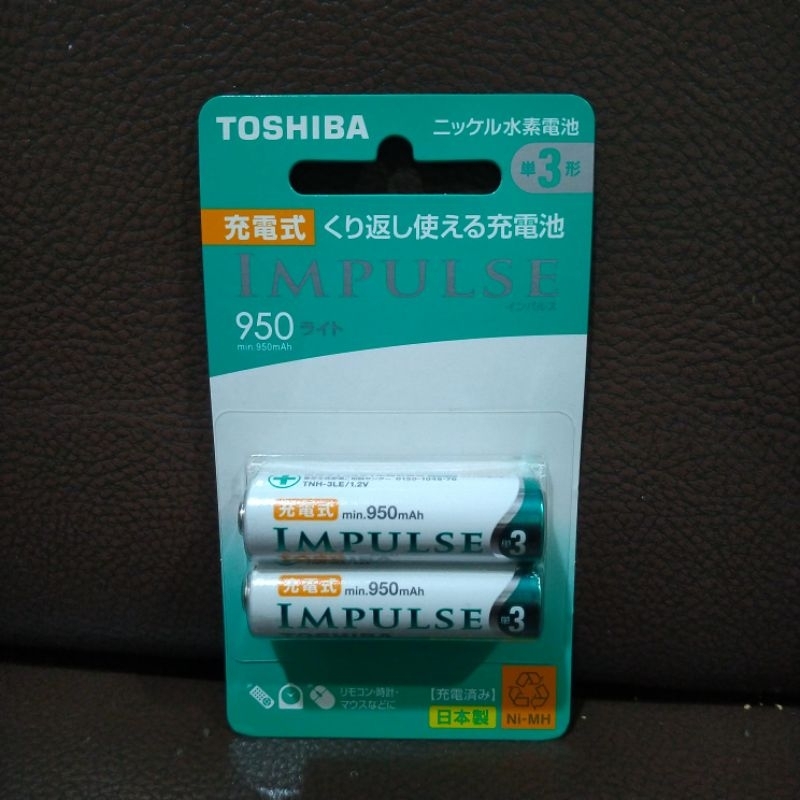 TOSHIBA
ニッケル水素電池
単3形
充電式 くり返し使える充電池
IMPULSE
インパルス
950 ライト
min.950mAh
TNH-3LE/1.2V
充電式 min.950mAh
IMPULSE 単3
充電式 min.950mAh
IMPULSE 単3
リモコン・時計・
マウスなどに
【充電済み】
日本製
Ni-MH